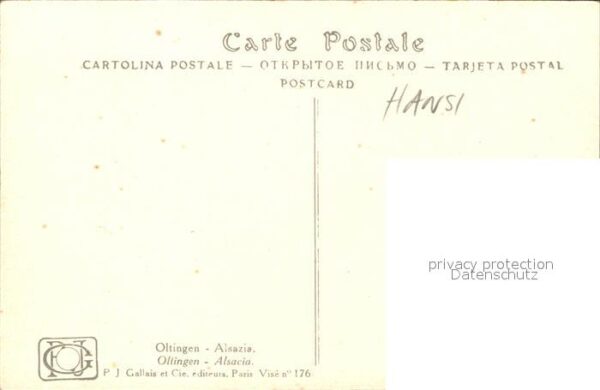 Carte Postale
CARTOLINA POSTALE — ОТКРЫТОЕ ПИСЬМО — TARJETA POSTAL
POSTCARD
HANSI
privacy protection
Datenschutz
Oltingen - Alsazia.
Oltingen - Alsacia.
P. J. Gallais et Cie, éditeurs, Paris Visé nº 176